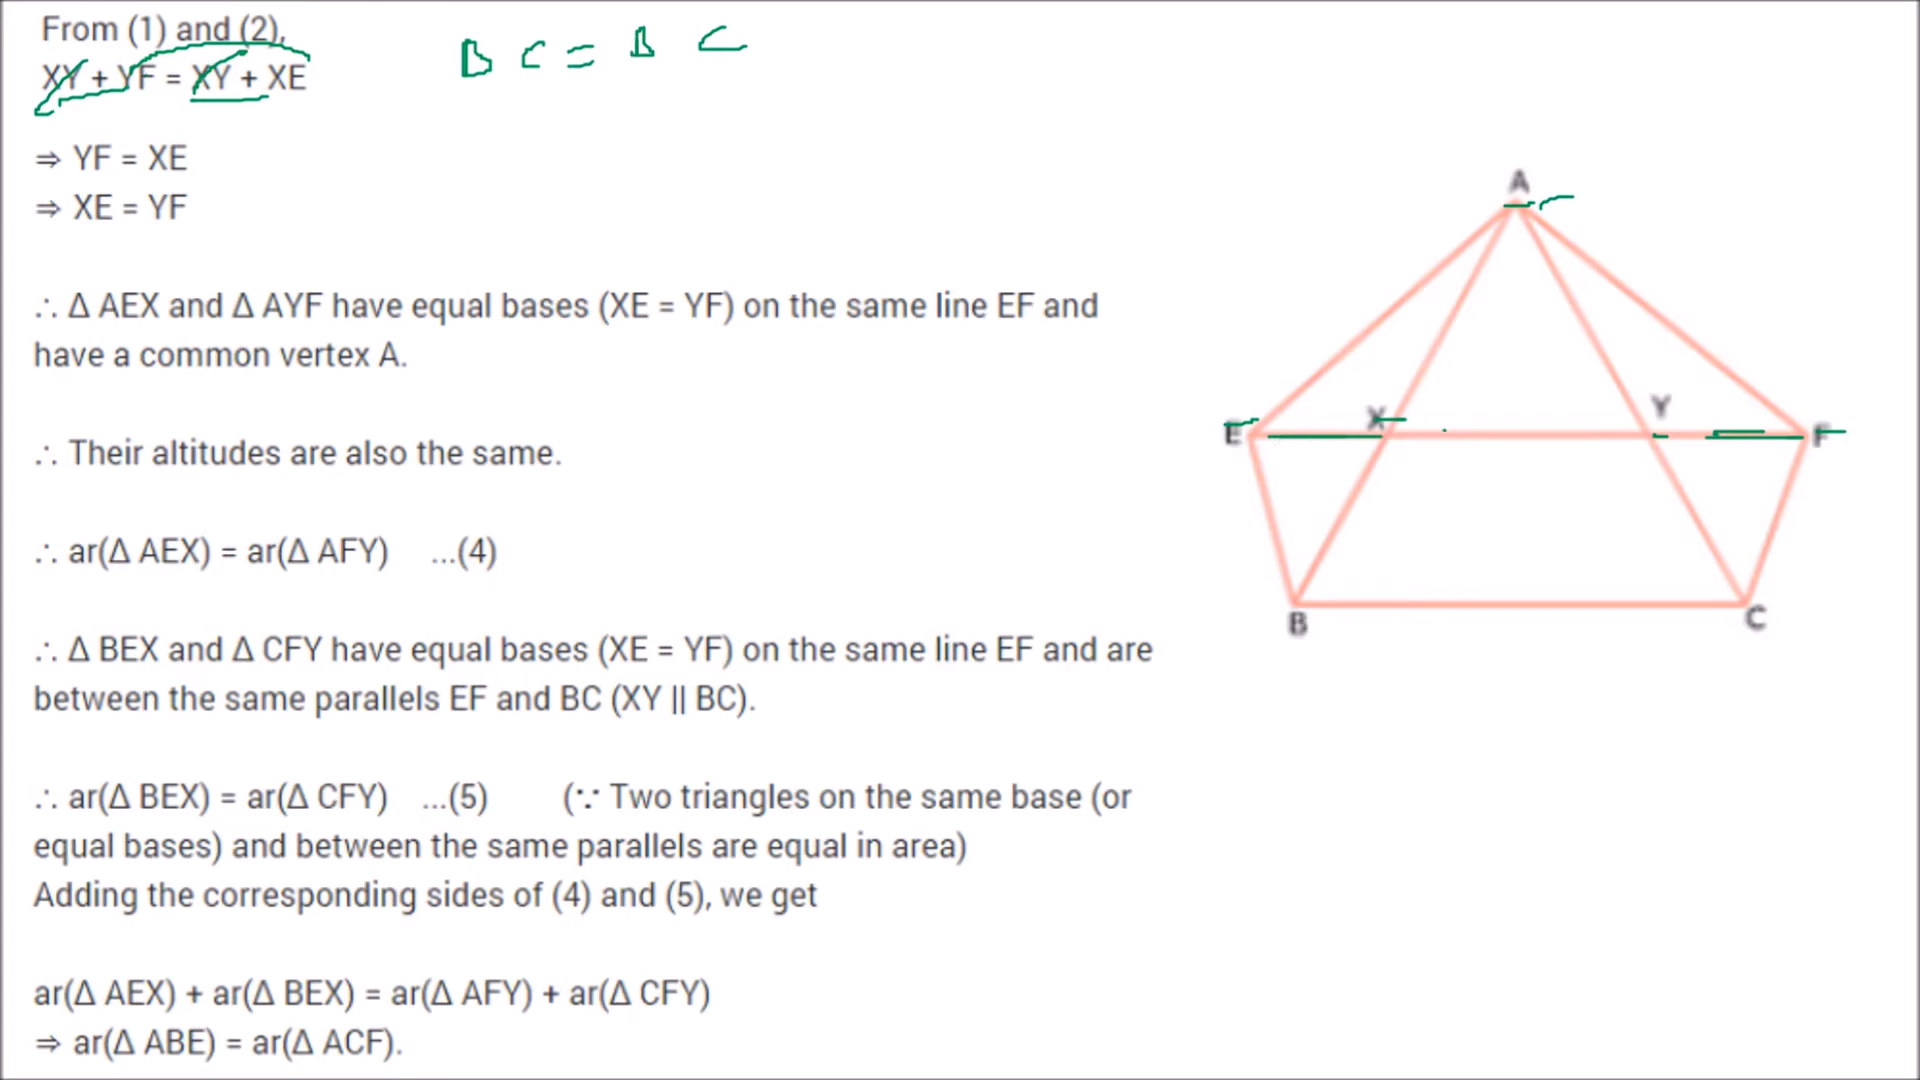 From (1) and (2),
XY + YF = XY + XE
B C = B C
⇒ YF = XE
⇒ XE = YF
∴ Δ AEX and Δ AYF have equal bases (XE = YF) on the same line EF and
have a common vertex A.
∴ Their altitudes are also the same.
∴ ar(Δ AEX) = ar(Δ AFY) ...(4)
∴ Δ BEX and Δ CFY have equal bases (XE = YF) on the same line EF and are
between the same parallels EF and BC (XY || BC).
∴ ar(Δ BEX) = ar(Δ CFY) ...(5) (∵ Two triangles on the same base (or
equal bases) and between the same parallels are equal in area)
Adding the corresponding sides of (4) and (5), we get
ar(Δ AEX) + ar(Δ BEX) = ar(Δ AFY) + ar(Δ CFY)
⇒ ar(Δ ABE) = ar(Δ ACF).
A
E X Y F
B C